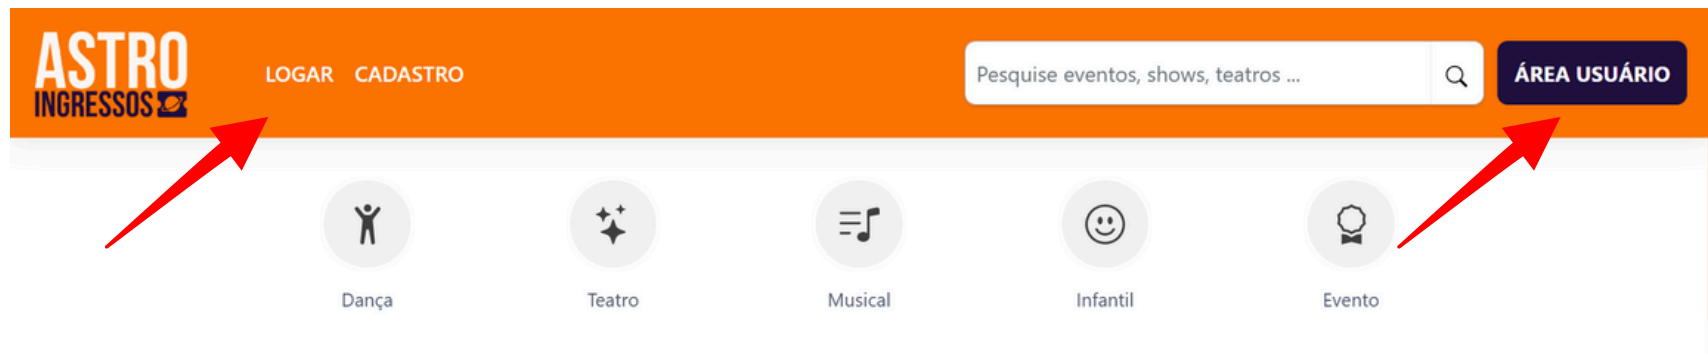 ASTRO
INGRESSOS
LOGAR CADASTRO
Pesquise eventos, shows, teatros ...
ÁREA USUÁRIO
Dança
Teatro
Musical
Infantil
Evento